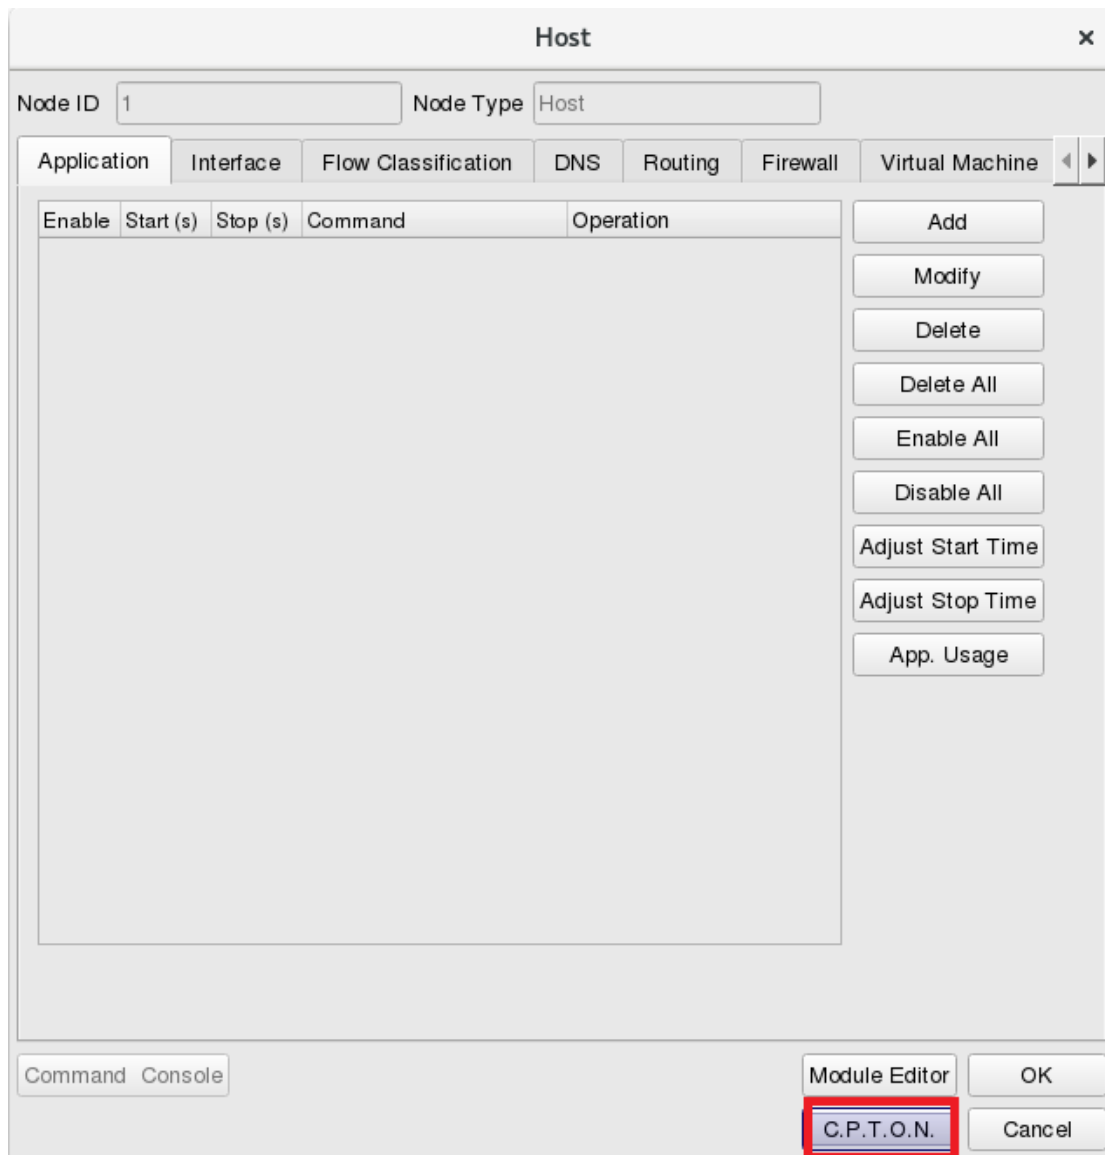 Host
Node ID 1 Node Type Host
Application Interface Flow Classification DNS Routing Firewall Virtual Machine
Enable Start (s) Stop (s) Command Operation
Add
Modify
Delete
Delete All
Enable All
Disable All
Adjust Start Time
Adjust Stop Time
App. Usage
Command Console Module Editor OK
C.P.T.O.N. Cancel